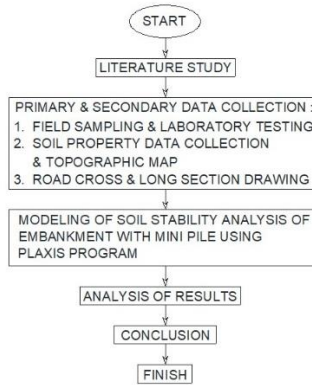 START
LITERATURE STUDY
PRIMARY & SECONDARY DATA COLLECTION :
1. FIELD SAMPLING & LABORATORY TESTING
2. SOIL PROPERTY DATA COLLECTION
& TOPOGRAPHIC MAP
3. ROAD CROSS & LONG SECTION DRAWING
MODELING OF SOIL STABILITY ANALYSIS OF
EMBANKMENT WITH MINI PILE USING
PLAXIS PROGRAM
ANALYSIS OF RESULTS
CONCLUSION
FINISH